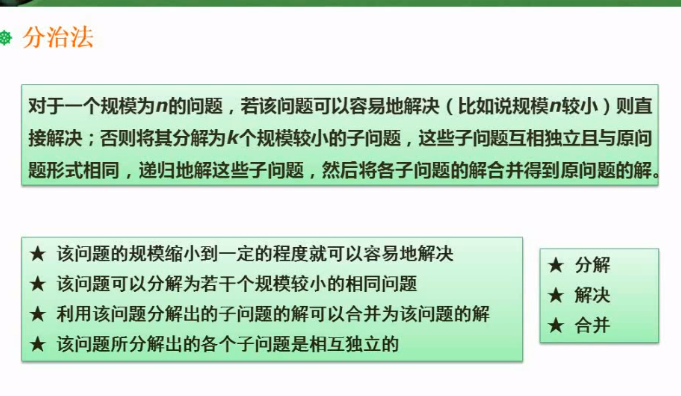 分治法
对于一个规模为n的问题，若该问题可以容易地解决（比如说规模n较小）则直
接解决；否则将其分解为k个规模较小的子问题，这些子问题互相独立且与原问
题形式相同，递归地解这些子问题，然后将各子问题的解合并得到原问题的解。
★ 该问题的规模缩小到一定的程度就可以容易地解决
★ 该问题可以分解为若干个规模较小的相同问题
★ 利用该问题分解出的子问题的解可以合并为该问题的解
★ 该问题所分解出的各个子问题是相互独立的
★ 分解
★ 解决
★ 合并